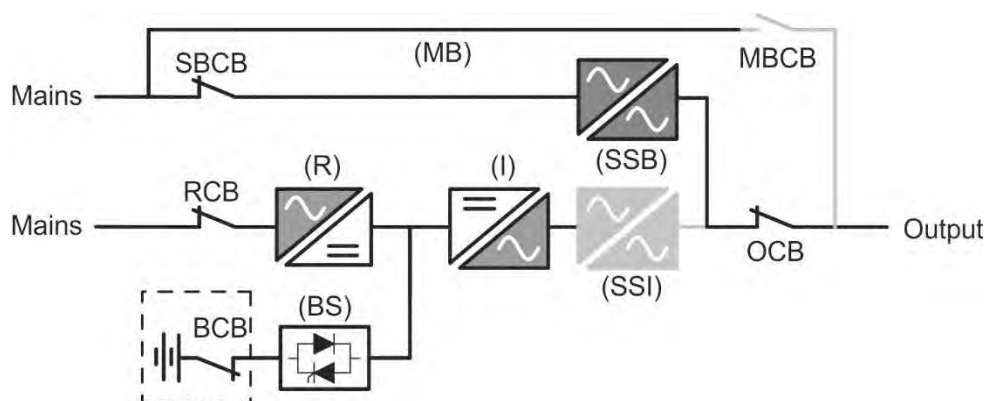 (MB)
MBCB
SBCB
Mains
(SSB)
(R)
(I)
RCB
Mains
Output
OCB
(SSI)
(BS)
BCB